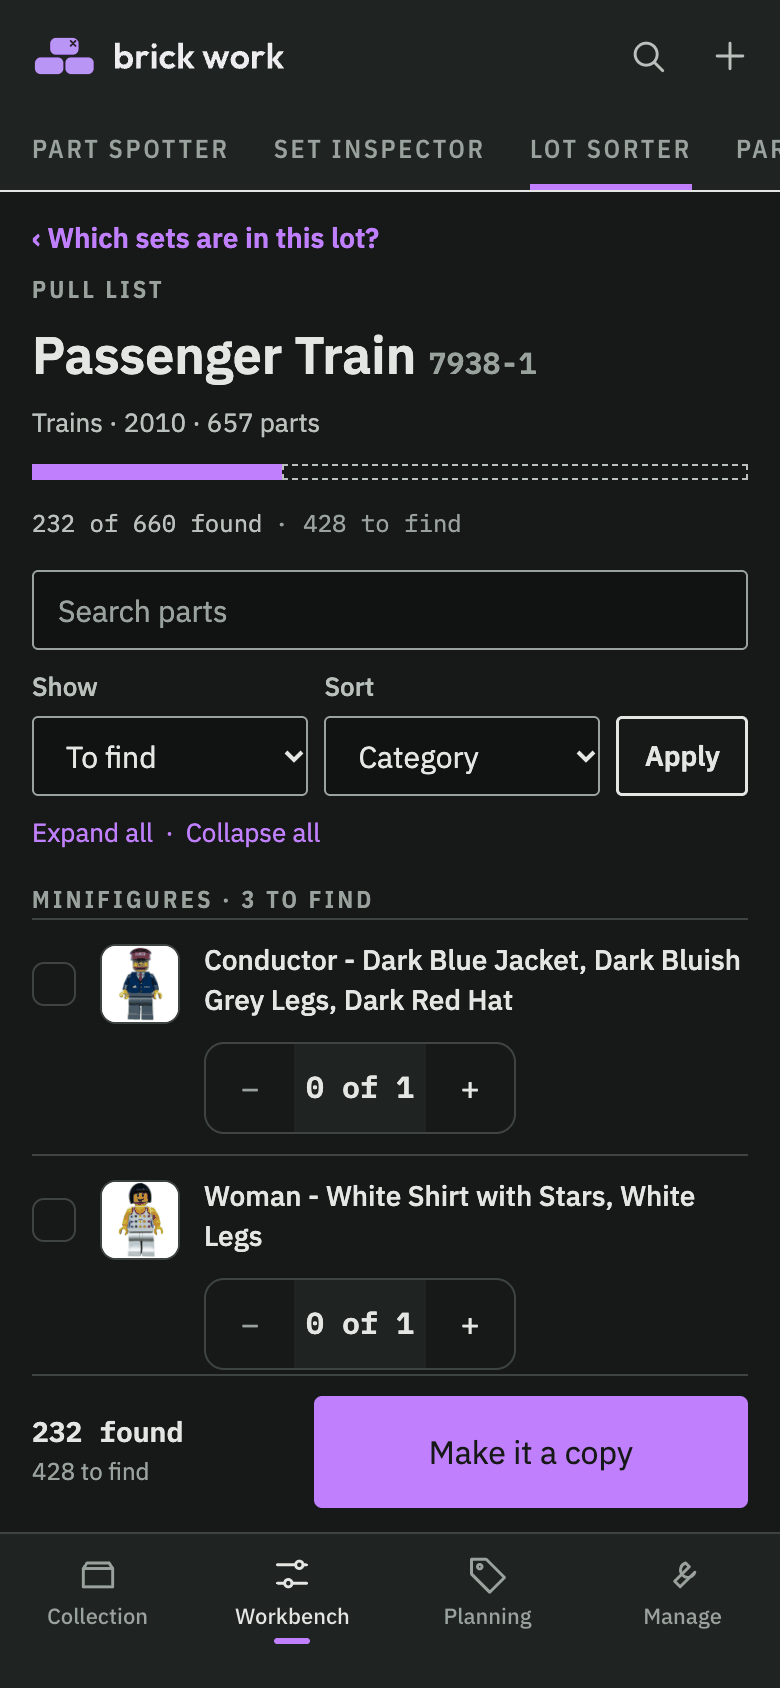 brick work
PART SPOTTER SET INSPECTOR LOT SORTER PAR
‹ Which sets are in this lot?
PULL LIST
Passenger Train 7938-1
Trains · 2010 · 657 parts
232 of 660 found · 428 to find
Search parts
Show Sort
To find Category Apply
Expand all · Collapse all
MINIFIGURES · 3 TO FIND
Conductor - Dark Blue Jacket, Dark Bluish
Grey Legs, Dark Red Hat
− 0 of 1 +
Woman - White Shirt with Stars, White
Legs
− 0 of 1 +
232 found
428 to find
Make it a copy
Collection Workbench Planning Manage